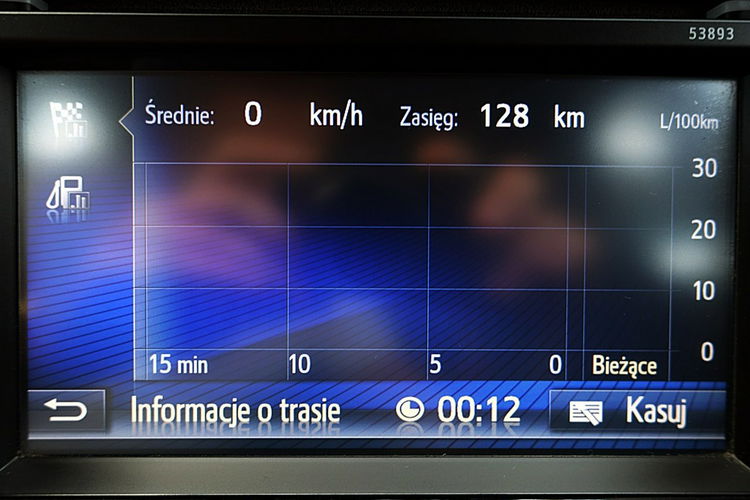 53893
Średnie: 0 km/h Zasięg: 128 km L/100km
30
20
10
0
15 min 10 5 0 Bieżące
Informacje o trasie 00:12 Kasuj